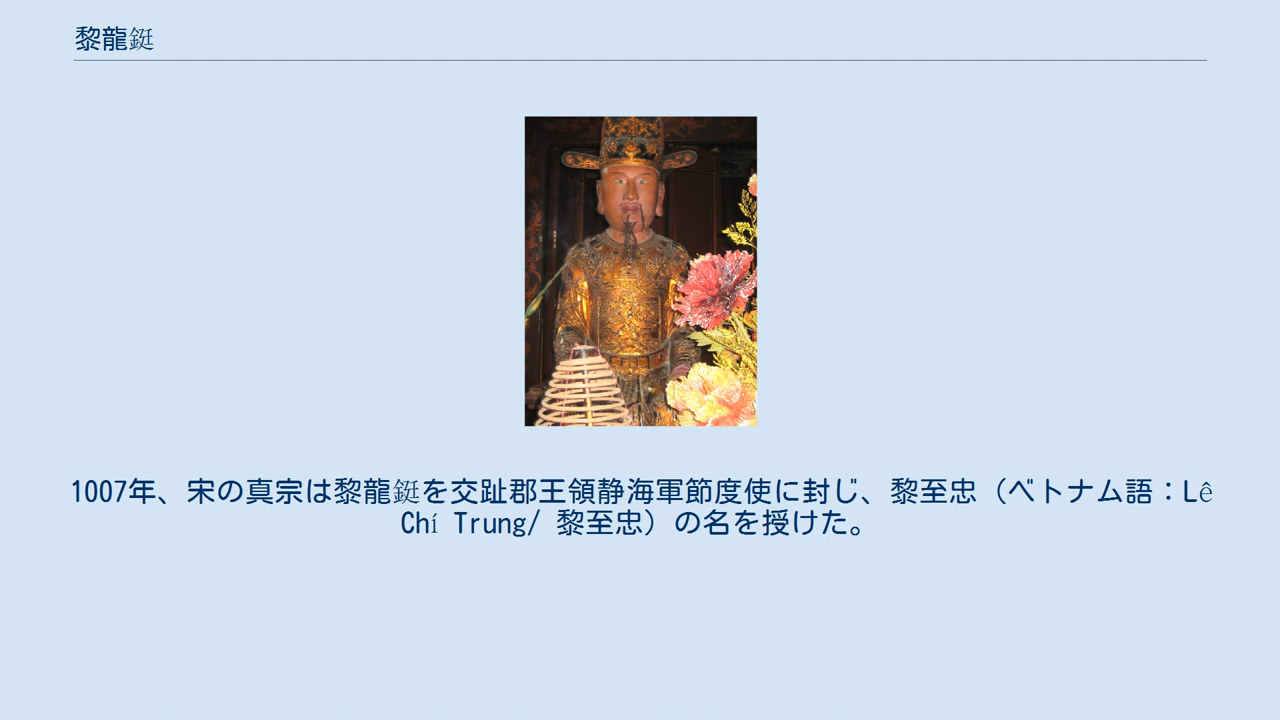 黎龍鋌
1007年、宋の真宗は黎龍鋌を交趾郡王領静海軍節度使に封じ、黎至忠（ベトナム語：Lê
Chí Trung/ 黎至忠）の名を授けた。